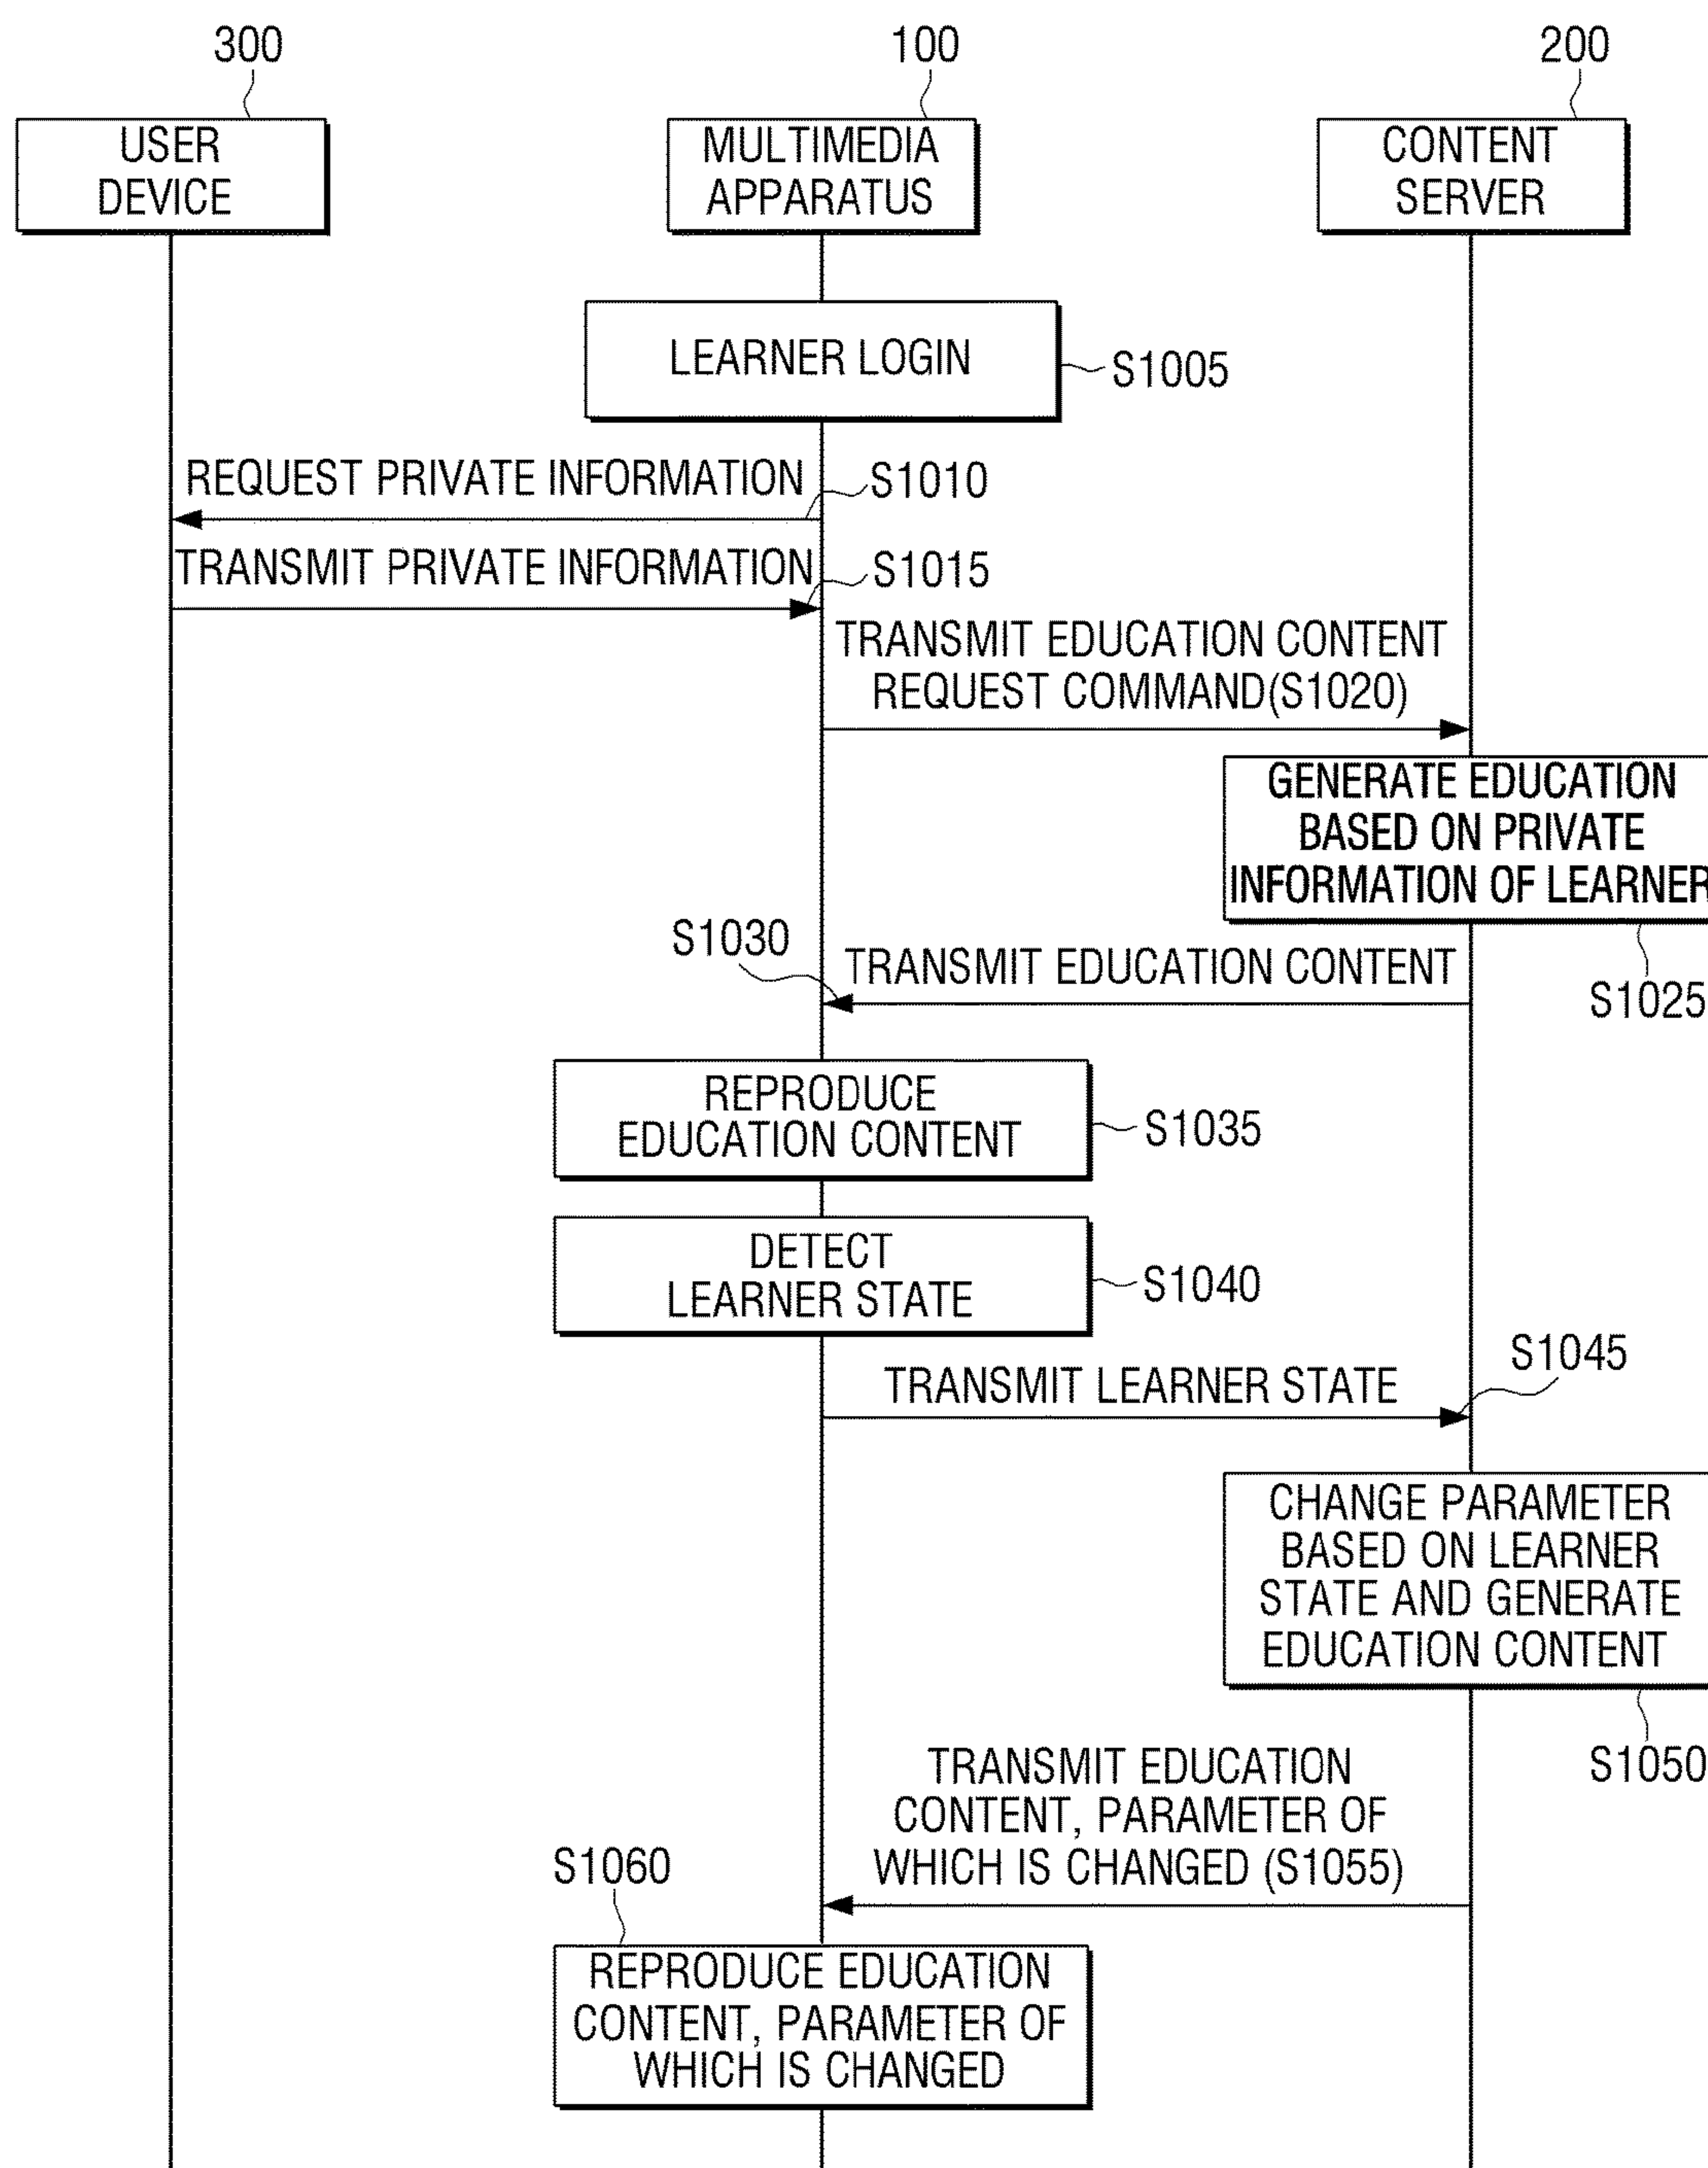 300
100
200
USER
DEVICE
MULTIMEDIA
APPARATUS
CONTENT
SERVER
LEARNER LOGIN
S1005
REQUEST PRIVATE INFORMATION
S1010
TRANSMIT PRIVATE INFORMATION
S1015
TRANSMIT EDUCATION CONTENT
REQUEST COMMAND(S1020)
GENERATE EDUCATION
BASED ON PRIVATE
INFORMATION OF LEARNER
S1025
S1030
TRANSMIT EDUCATION CONTENT
REPRODUCE
EDUCATION CONTENT
S1035
DETECT
LEARNER STATE
S1040
TRANSMIT LEARNER STATE
S1045
CHANGE PARAMETER
BASED ON LEARNER
STATE AND GENERATE
EDUCATION CONTENT
S1050
TRANSMIT EDUCATION
CONTENT, PARAMETER OF
WHICH IS CHANGED (S1055)
S1060
REPRODUCE EDUCATION
CONTENT, PARAMETER OF
WHICH IS CHANGED